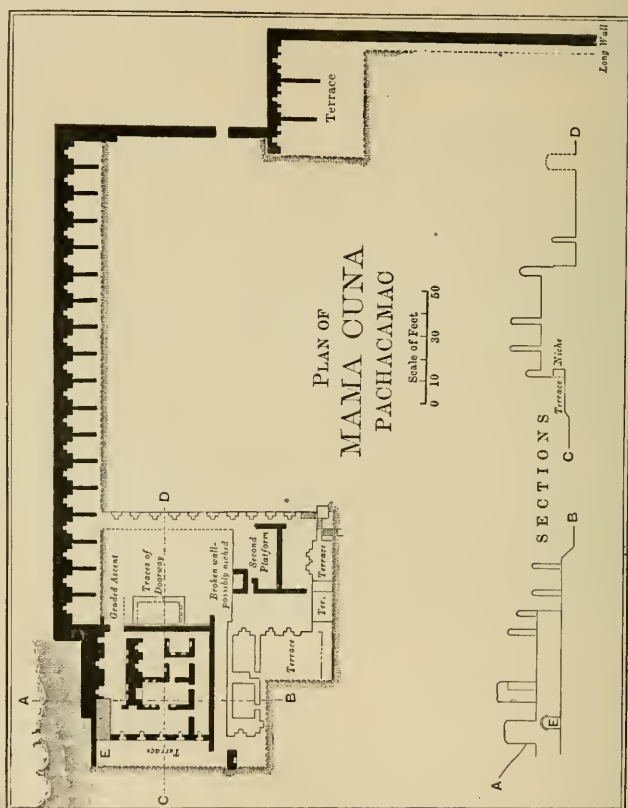 PLAN OF
MAMA CUNA
PACHACAMAC
Scale of Feet
0 10 30 50
Terrace
Long Wall
A
Graded Ascent
Traces of
Doorway
D
Broken wall-
possibly niched
Second
Platform
Terrace
Ter.
Terrace
B
E
Terrace
C
SECTIONS
A
E
B
C
Terrace
Niche
D